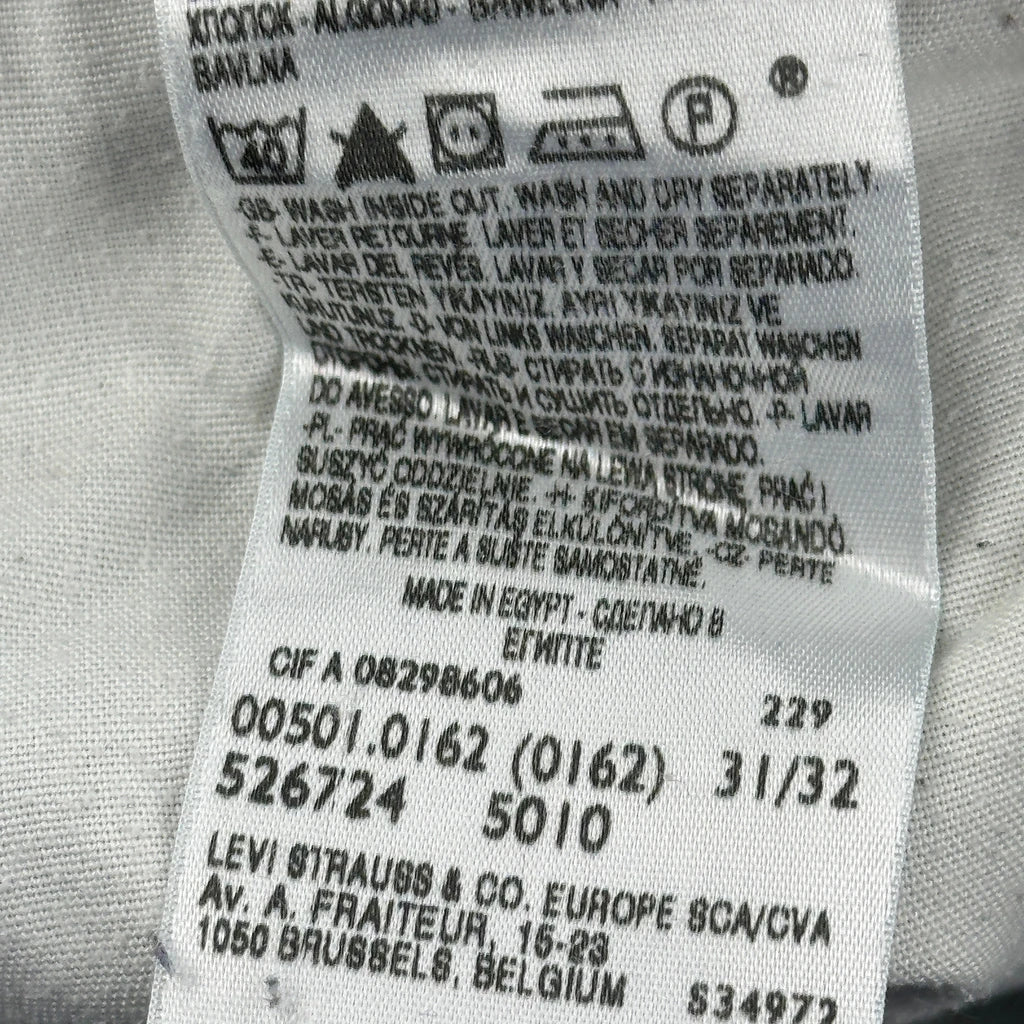 ХЛОПОК - ALGODÃO - BAWEŁNA
BAVLNA
40 P ®
-GB- WASH INSIDE OUT. WASH AND DRY SEPARATELY.
-F- LAVER RETOURNE. LAVER ET SECHER SEPAREMENT.
-E- LAVAR DEL REVES. LAVAR Y SECAR POR SEPARADO.
-TR- TERSTEN YIKAYINIZ. AYRI YIKAYINIZ VE
KURUTUNUZ. -D- VON LINKS WASCHEN. SEPARAT WASCHEN
UND TROCKNEN. -RUS- СТИРАТЬ С ИЗНАНОЧНОЙ
СТОРОНЫ. СТИРАТЬ И СУШИТЬ ОТДЕЛЬНО. -P- LAVAR
DO AVESSO. LAVAR E SECAR EM SEPARADO.
-PL- PRAĆ WYWRÓCONE NA LEWĄ STRONĘ. PRAĆ I
SUSZYĆ ODDZIELNIE. -H- KIFORDÍTVA MOSANDÓ.
MOSÁS ÉS SZÁRÍTÁS ELKÜLÖNÍTVE. -CZ- PERTE
NARUBY. PERTE A SUŠTE SAMOSTATNĚ.
MADE IN EGYPT - СДЕЛАНО В
ЕГИПТЕ
CIF A 08298606 229
00501.0162 (0162) 31/32
526724 5010
LEVI STRAUSS & CO. EUROPE SCA/CVA
Av. A. FRAITEUR, 15-23
1050 BRUSSELS, BELGIUM S34972